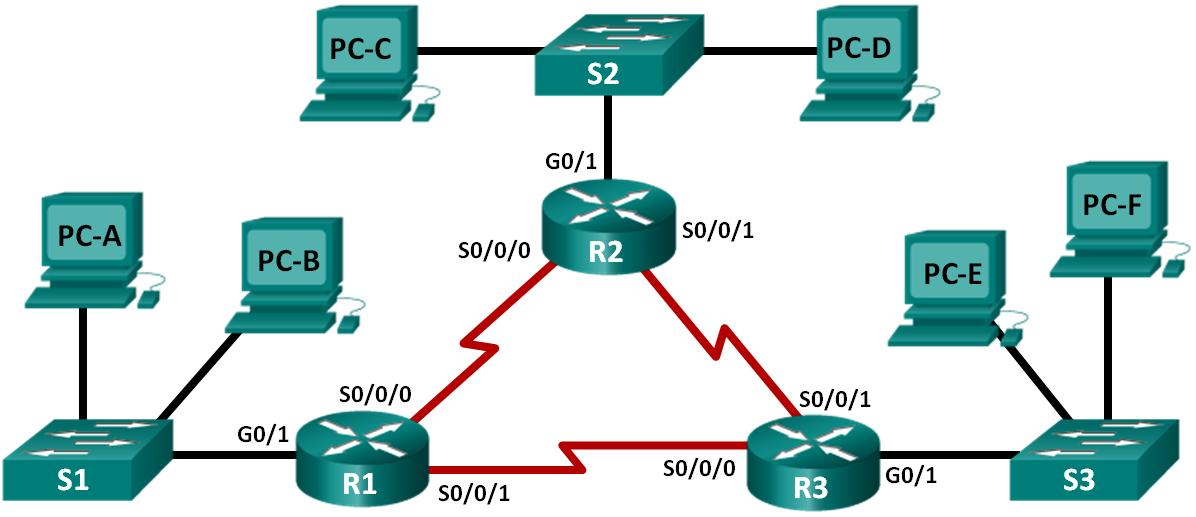 PC-C
S2
PC-D
G0/1
PC-F
PC-A
S0/0/0
R2
S0/0/1
PC-B
PC-E
S0/0/0
S0/0/1
G0/1
S1
R1
S0/0/1
S0/0/0
R3
G0/1
S3